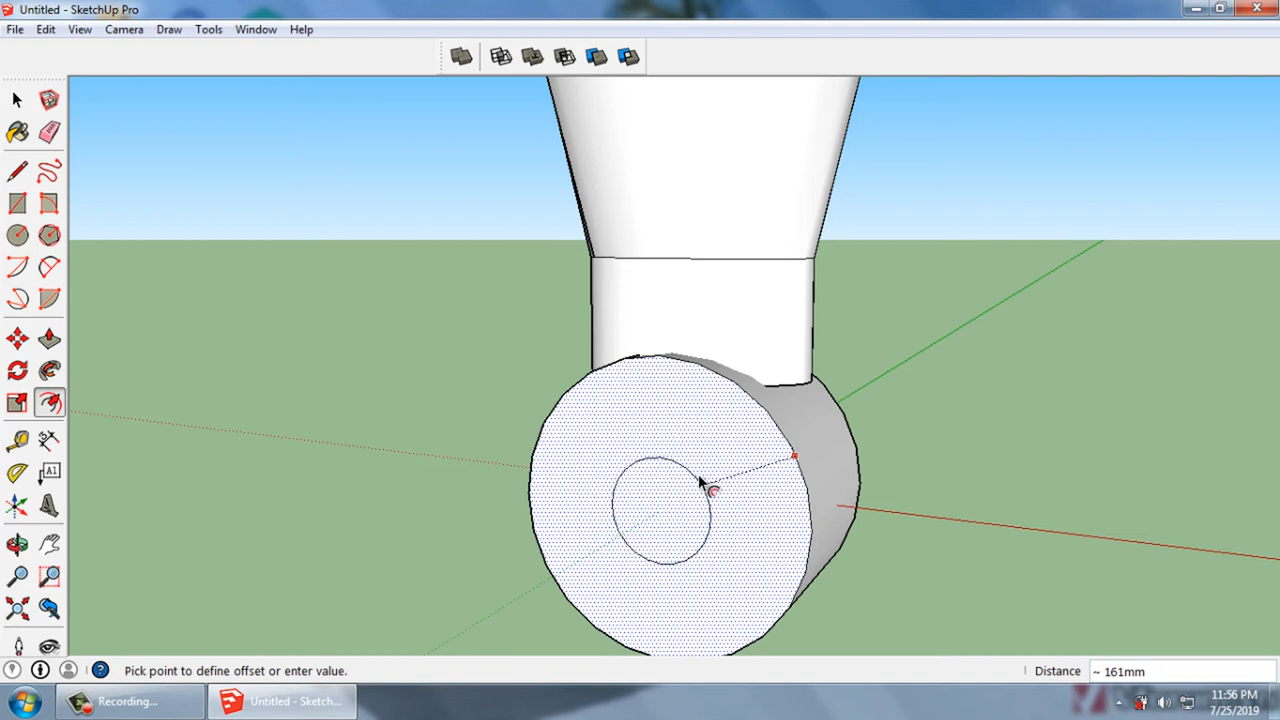 Untitled - SketchUp Pro
File Edit View Camera Draw Tools Window Help
A1
Pick point to define offset or enter value. Distance ~ 161mm
Recording... Untitled - Sketch... 11:56 PM
7/25/2019